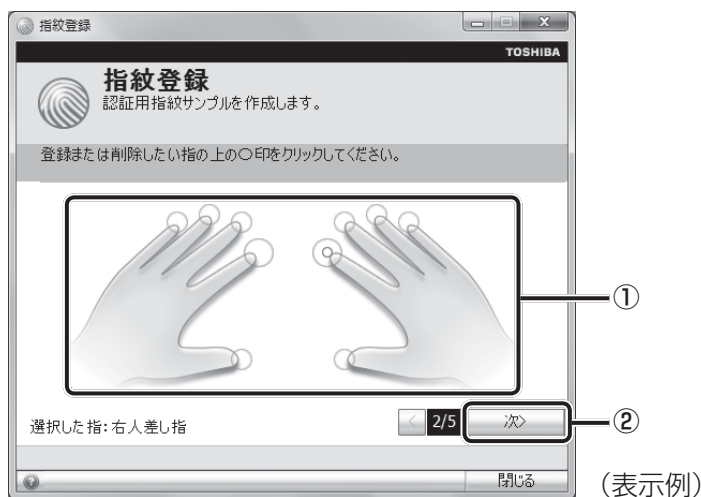 指紋登録
TOSHIBA
指紋登録
認証用指紋サンプルを作成します。
登録または削除したい指の上の○印をクリックしてください。
①
選択した指:右人差し指
< 2/5 次> ②
閉じる
(表示例)